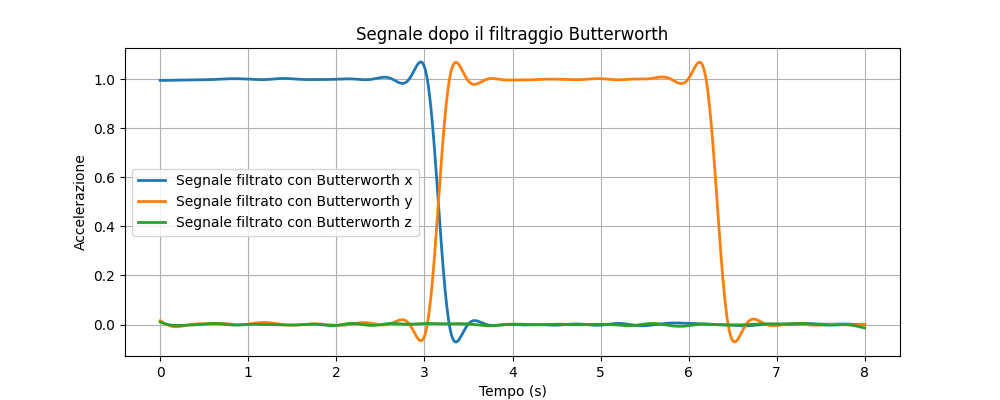 Segnale dopo il filtraggio Butterworth
Accelerazione
1.0
0.8
0.6
0.4
0.2
0.0
Segnale filtrato con Butterworth x
Segnale filtrato con Butterworth y
Segnale filtrato con Butterworth z
0 1 2 3 4 5 6 7 8
Tempo (s)